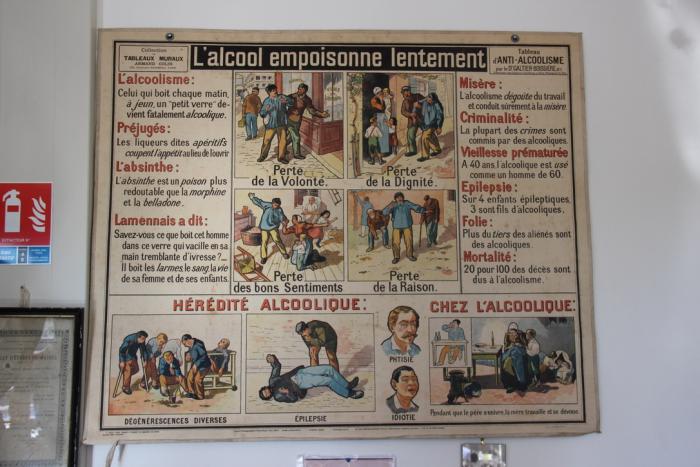 Collection
TABLEAUX MURAUX
ARMAND COLIN
L'alcool empoisonne lentement
Tableau
d'ANTI-ALCOOLISME
par le Dr GALTIER-BOISSIÈRE
L'alcoolisme:
Celui qui boit chaque matin,
à jeun, un "petit verre" de-
vient fatalement alcoolique.
Préjugés:
Les liqueurs dites apéritifs
coupent l'appétit au lieu de l'ouvrir
L'absinthe:
L'absinthe est un poison plus
redoutable que la morphine
et la belladone.
Lamennais a dit:
Savez-vous ce que boit cet homme
dans ce verre qui vacille en sa
main tremblante d'ivresse?_
Il boit les larmes, le sang, la vie
de sa femme et de ses enfants
Perte
de la Volonté.
Perte
de la Dignité.
Perte
des bons Sentiments
Perte
de la Raison.
Misère:
L'alcoolisme dégoûte du travail
et conduit sûrement à la misère.
Criminalité:
La plupart des crimes sont
commis par des alcooliques.
Vieillesse prématurée
A 40 ans, l'alcoolique est usé
comme un homme de 60.
Epilepsie:
Sur 4 enfants épileptiques,
3 sont fils d'alcooliques.
Folie:
Plus du tiers des aliénés sont
des alcooliques.
Mortalité:
20 pour 100 des décès sont
dus à l'alcoolisme.
HÉRÉDITÉ ALCOOLIQUE:
DÉGÉNÉRESCENCES DIVERSES
ÉPILEPSIE
PHTISIE
IDIOTIE
CHEZ L'ALCOOLIQUE:
Pendant que le père s'enivre, la mère travaille et se dévoue
EXTINCTEUR N°